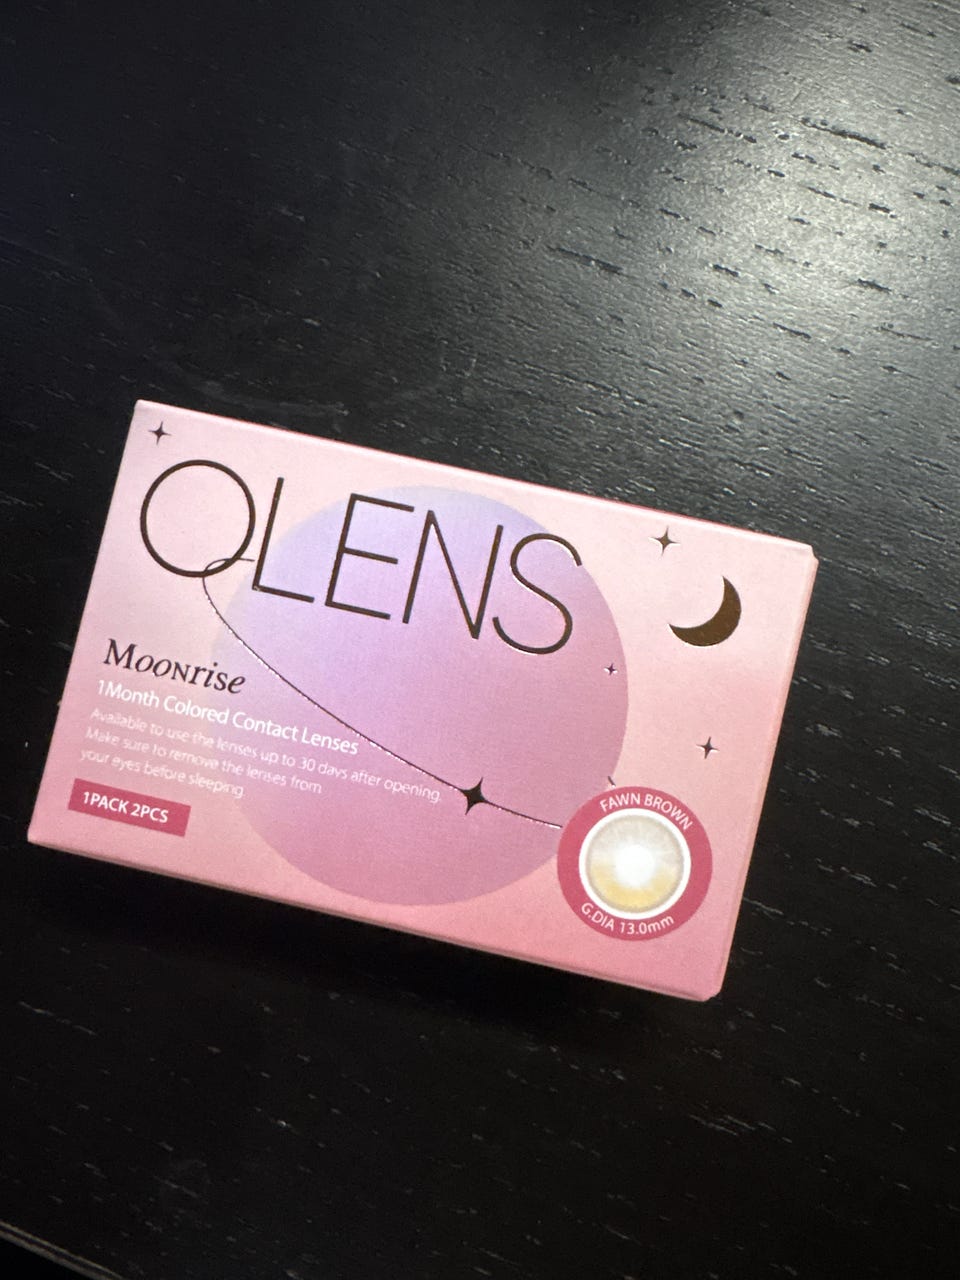 OLENS
Moonrise
1Month Colored Contact Lenses
Available to use the lenses up to 30 days after opening.
Make sure to remove the lenses from
your eyes before sleeping.
1PACK 2PCS
FAWN BROWN
G.DIA 13.0mm